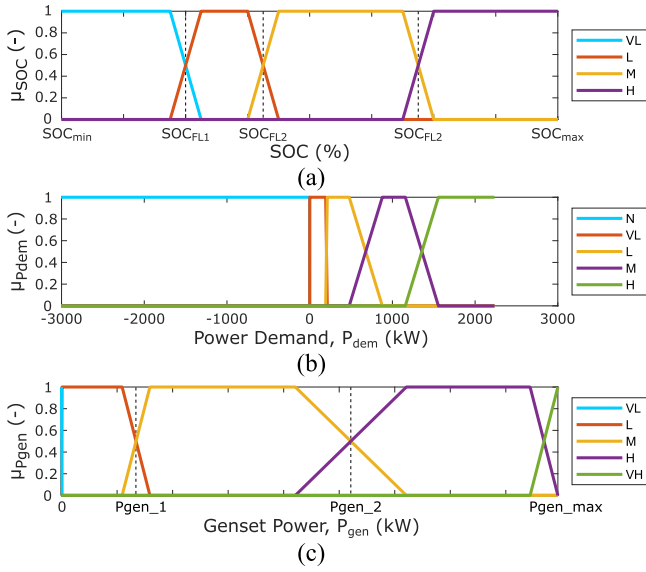 1
0.8
0.6
0.4
0.2
0
μSOC (-)
SOCmin SOCFL1 SOCFL2 SOCFL2 SOCmax
SOC (%)
VL
L
M
H
(a)
1
0.8
0.6
0.4
0.2
0
μPdem (-)
-3000 -2000 -1000 0 1000 2000 3000
Power Demand, Pdem (kW)
N
VL
L
M
H
(b)
1
0.8
0.6
0.4
0.2
0
μPgen (-)
0 Pgen_1 Pgen_2 Pgen_max
Genset Power, Pgen (kW)
VL
L
M
H
VH
(c)